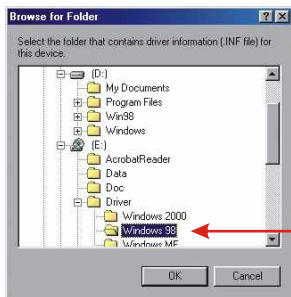 Browse for Folder
Select the folder that contains driver information (.INF file) for
this device.
(D:)
My Documents
Program Files
Win98
Windows
(E:)
AcrobatReader
Data
Doc
Driver
Windows 2000
Windows 98
Windows ME
OK
Cancel